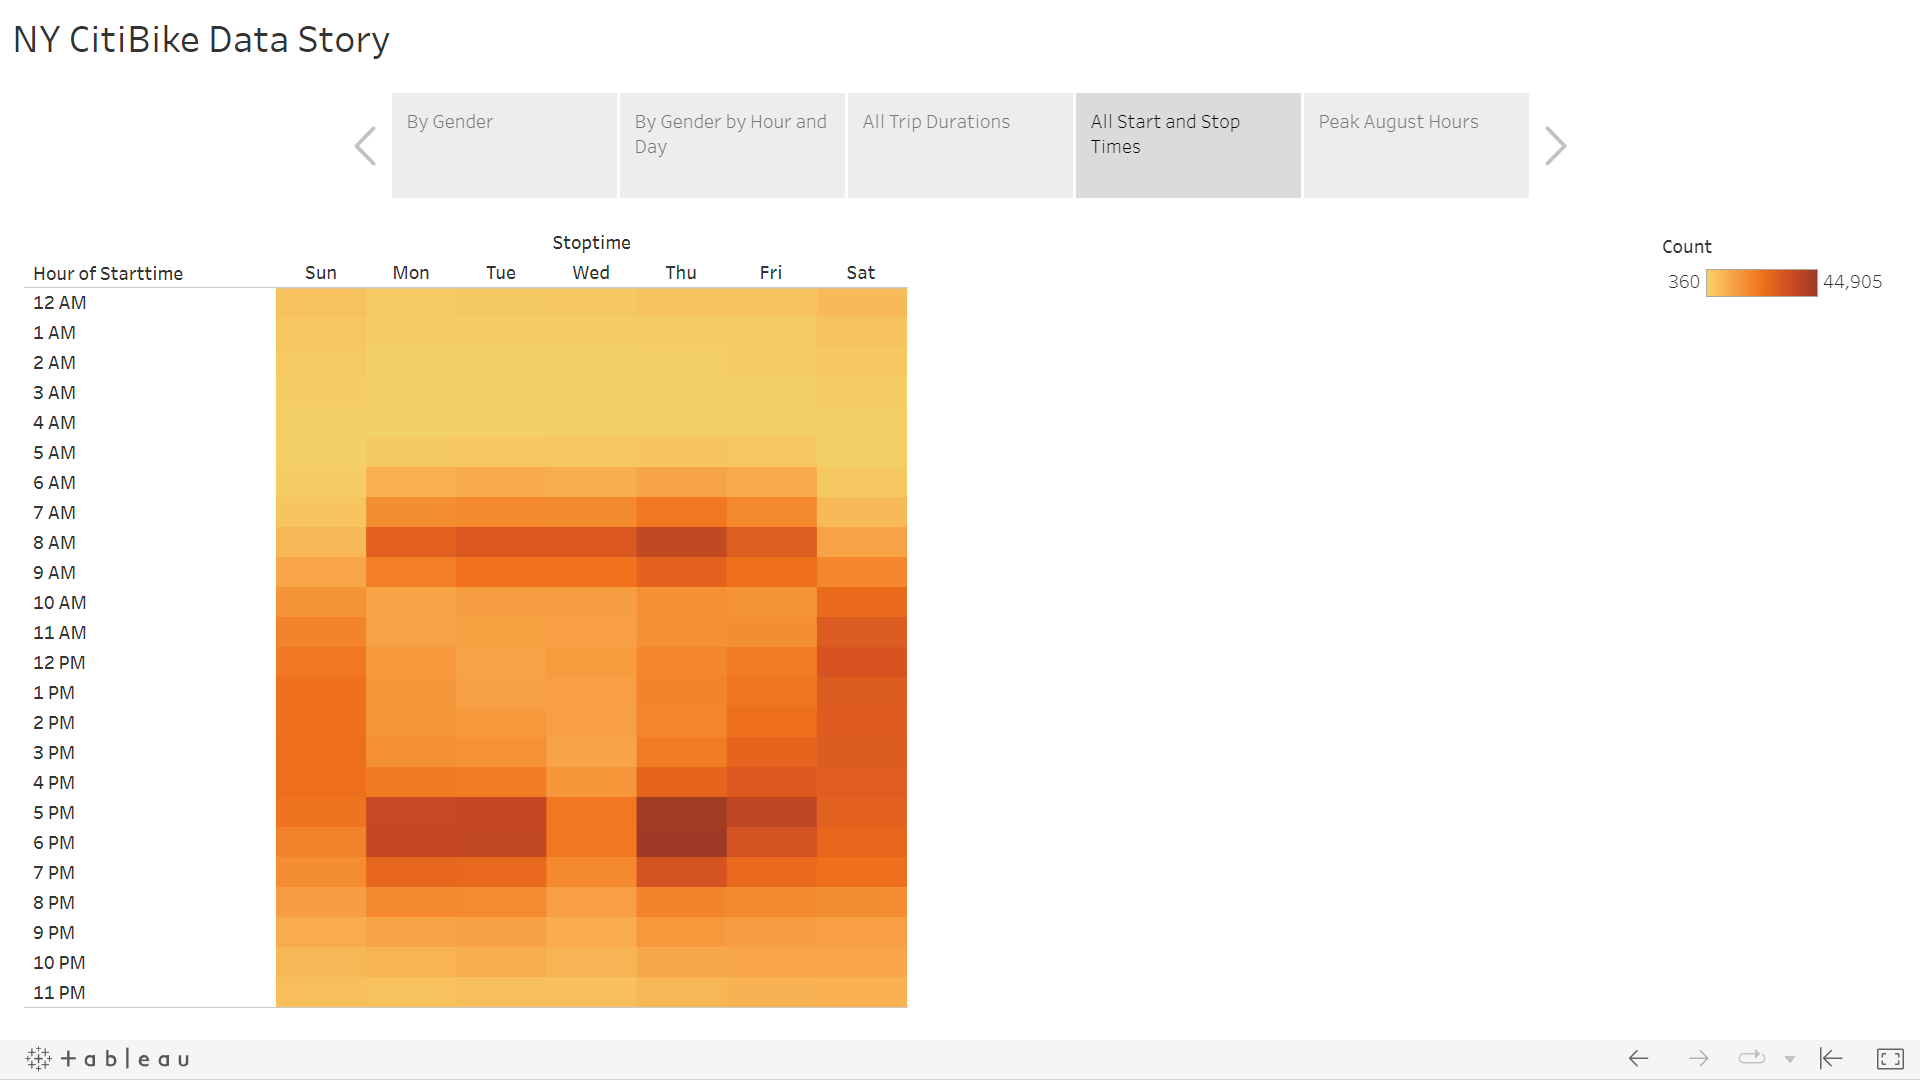 NY CitiBike Data Story
By Gender
By Gender by Hour and
Day
All Trip Durations
All Start and Stop
Times
Peak August Hours
Stoptime
Hour of Starttime Sun Mon Tue Wed Thu Fri Sat
12 AM
1 AM
2 AM
3 AM
4 AM
5 AM
6 AM
7 AM
8 AM
9 AM
10 AM
11 AM
12 PM
1 PM
2 PM
3 PM
4 PM
5 PM
6 PM
7 PM
8 PM
9 PM
10 PM
11 PM
Count
360 44,905
+ableau